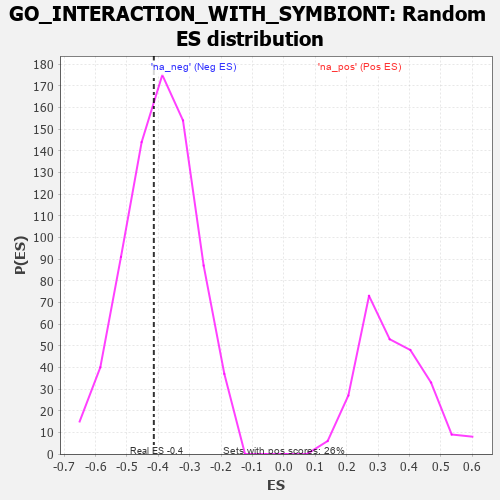 GO_INTERACTION_WITH_SYMBIONT: Random
ES distribution
'na_neg' (Neg ES)
'na_pos' (Pos ES)
180
170
160
150
140
130
120
110
100
90
80
70
60
50
40
30
20
10
0
P(ES)
Real ES -0.4
Sets with pos scores: 26%
-0.7 -0.6 -0.5 -0.4 -0.3 -0.2 -0.1 0.0 0.1 0.2 0.3 0.4 0.5 0.6
ES